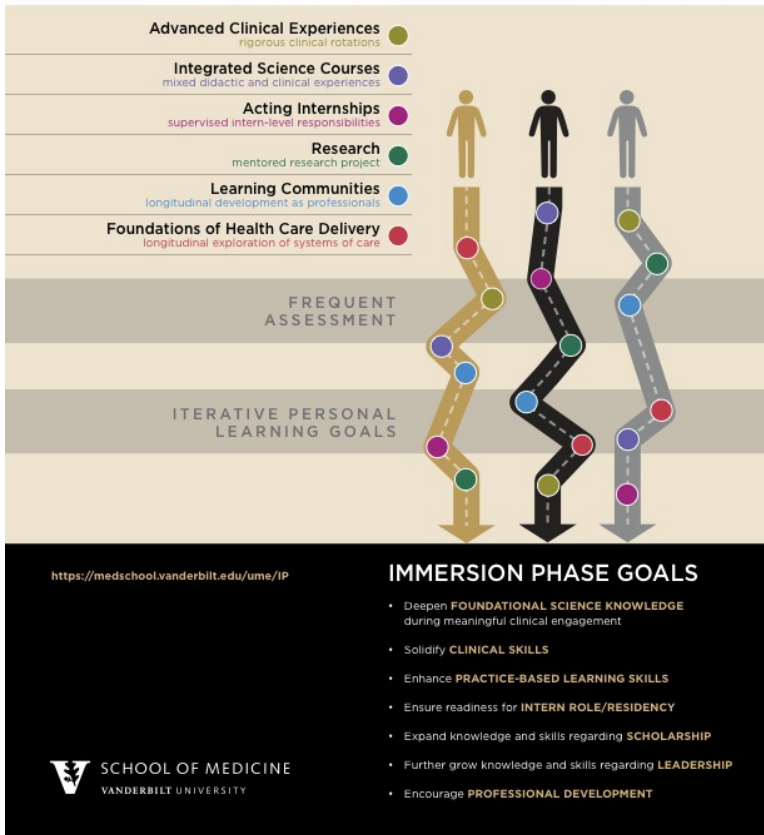 Advanced Clinical Experiences
rigorous clinical rotations
Integrated Science Courses
mixed didactic and clinical experiences
Acting Internships
supervised intern-level responsibilities
Research
mentored research project
Learning Communities
longitudinal development as professionals
Foundations of Health Care Delivery
longitudinal exploration of systems of care
FREQUENT
ASSESSMENT
ITERATIVE PERSONAL
LEARNING GOALS
https://medschool.vanderbilt.edu/ume/IP
IMMERSION PHASE GOALS
• Deepen FOUNDATIONAL SCIENCE KNOWLEDGE
during meaningful clinical engagement
• Solidify CLINICAL SKILLS
• Enhance PRACTICE-BASED LEARNING SKILLS
• Ensure readiness for INTERN ROLE/RESIDENCY
• Expand knowledge and skills regarding SCHOLARSHIP
• Further grow knowledge and skills regarding LEADERSHIP
• Encourage PROFESSIONAL DEVELOPMENT
SCHOOL OF MEDICINE
VANDERBILT UNIVERSITY